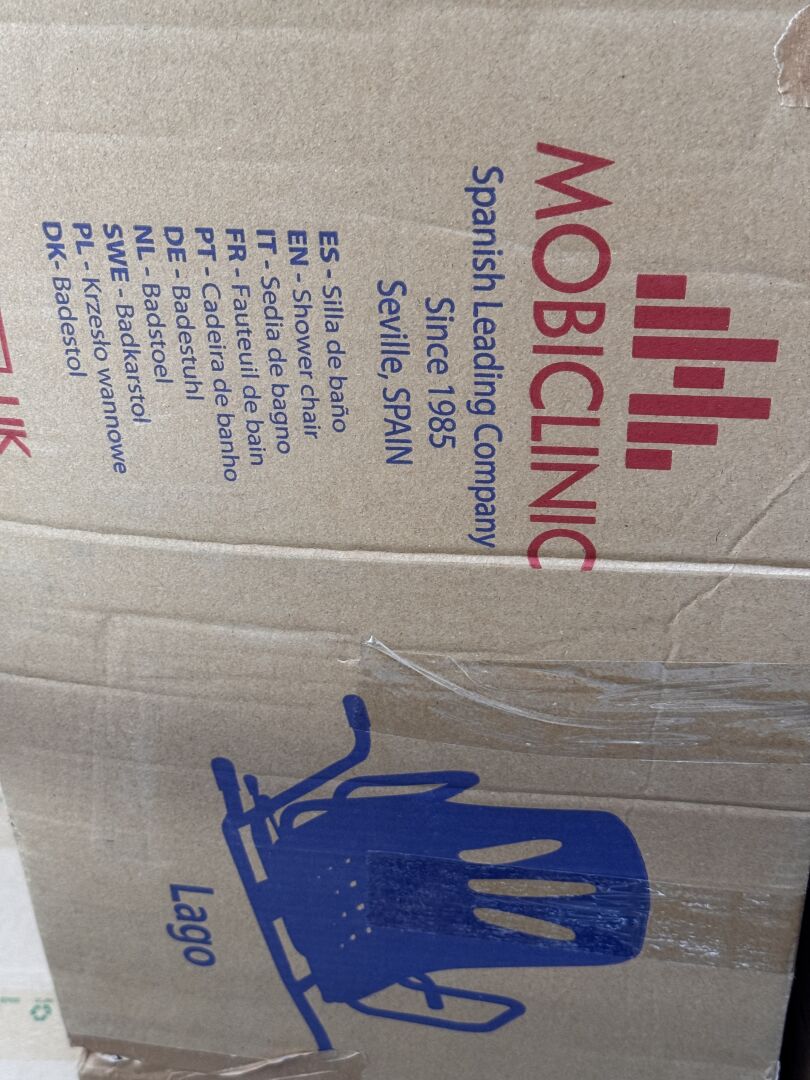 MOBICLINIC
Spanish Leading Company
Since 1985
Seville, SPAIN
ES - Silla de baño
EN - Shower chair
IT - Sedia de bagno
FR - Fauteuil de bain
PT - Cadeira de banho
DE - Badestuhl
NL - Badstoel
SWE - Badkarstol
PL - Krzesło wannowe
DK- Badestol
UK
Lago